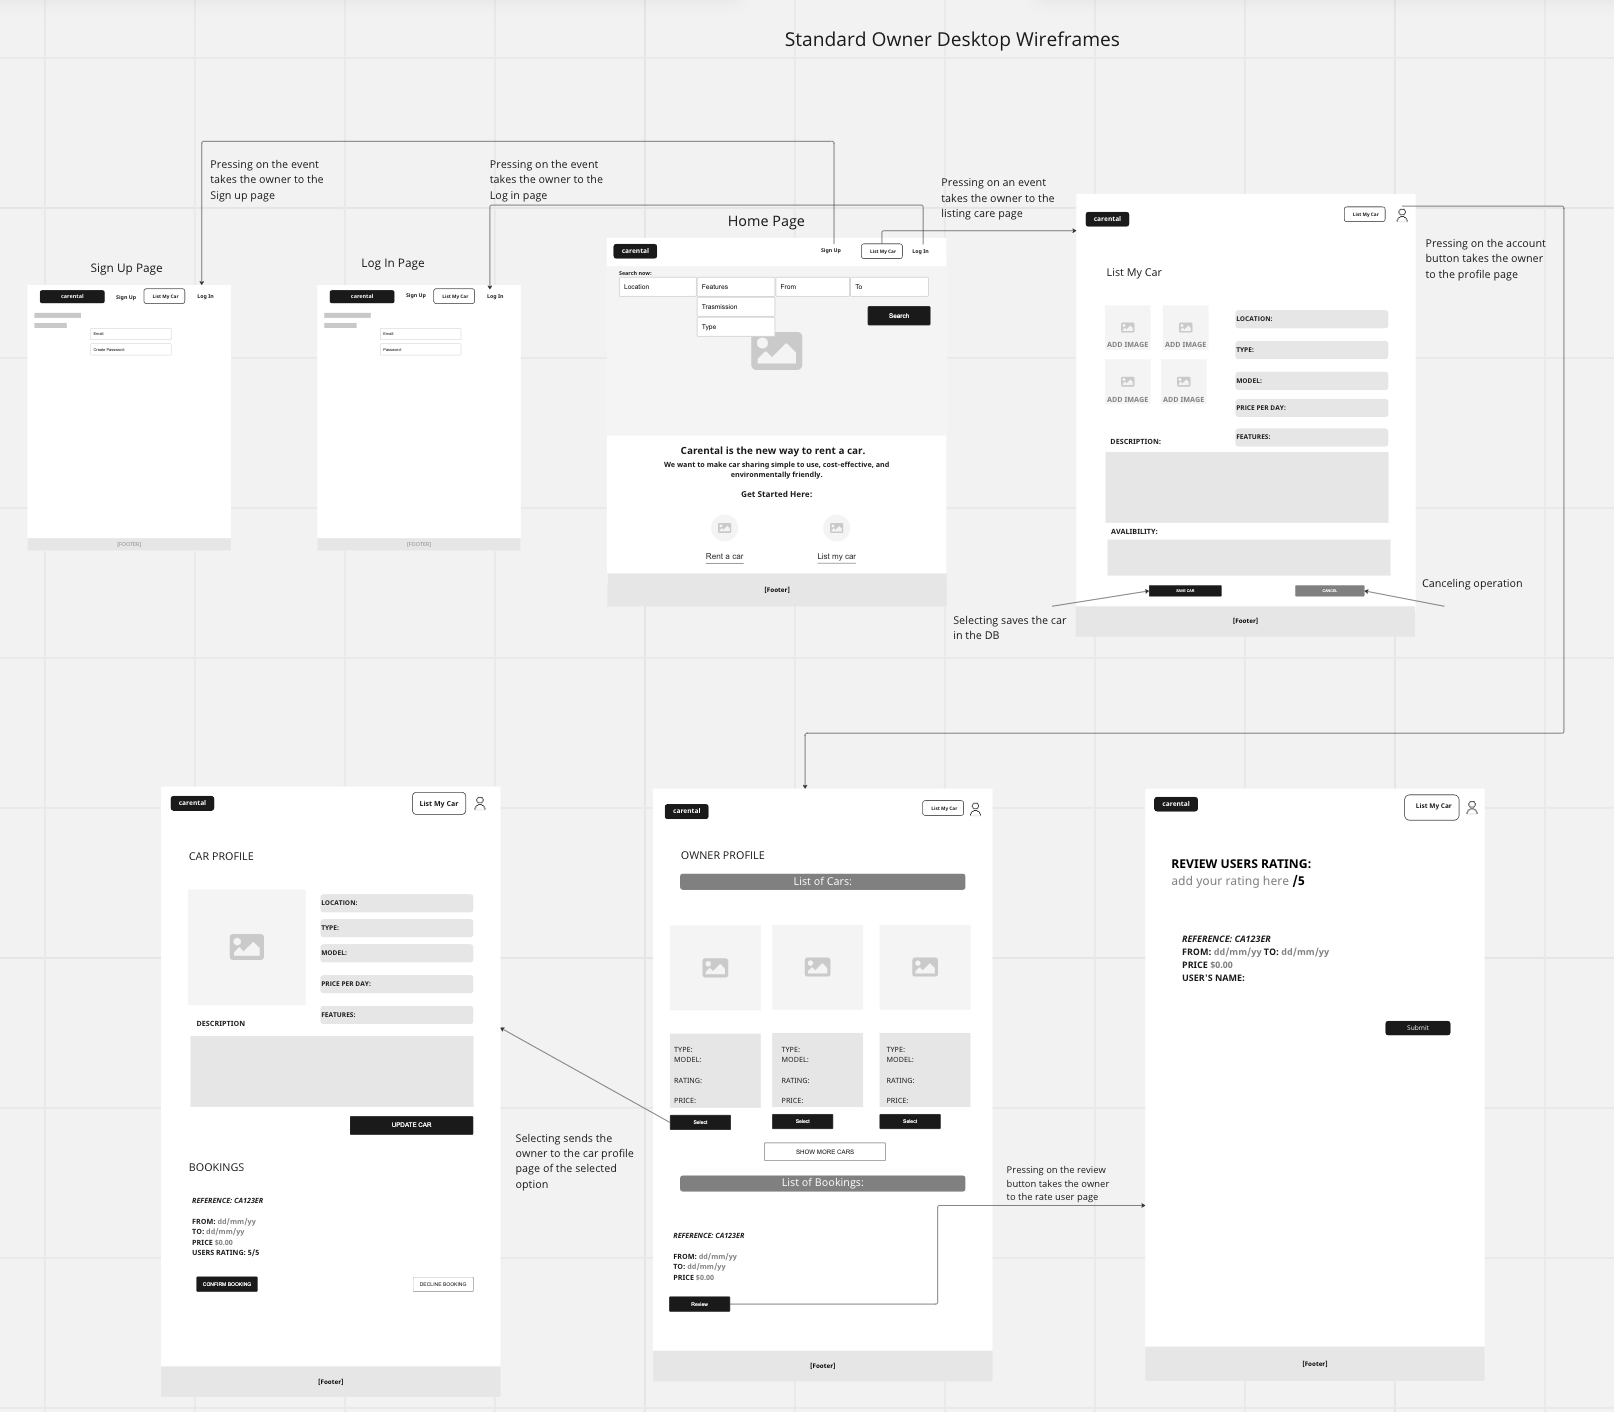 Standard Owner Desktop Wireframes
Pressing on the event
takes the owner to the
Sign up page
Pressing on the event
takes the owner to the
Log in page
Pressing on an event
takes the owner to the
listing care page
Sign Up Page
carental
Sign Up
List My Car
Log In
Email
Create Password
[FOOTER]
Log In Page
carental
Sign Up
List My Car
Log In
Email
Password
[FOOTER]
Home Page
carental
Sign Up
List My Car
Log In
Search now:
Location
Features
From
To
Trasmission
Type
Search
Carental is the new way to rent a car.
We want to make car sharing simple to use, cost-effective, and
environmentally friendly.
Get Started Here:
Rent a car
List my car
[Footer]
carental
List My Car
List My Car
ADD IMAGE
ADD IMAGE
ADD IMAGE
ADD IMAGE
LOCATION:
TYPE:
MODEL:
PRICE PER DAY:
FEATURES:
DESCRIPTION:
AVALIBILITY:
SAVE CAR
CANCEL
[Footer]
Pressing on the account
button takes the owner
to the profile page
Canceling operation
Selecting saves the car
in the DB
carental
List My Car
CAR PROFILE
LOCATION:
TYPE:
MODEL:
PRICE PER DAY:
FEATURES:
DESCRIPTION
UPDATE CAR
BOOKINGS
REFERENCE: CA123ER
FROM: dd/mm/yy
TO: dd/mm/yy
PRICE $0.00
USERS RATING: 5/5
CONFIRM BOOKING
DECLINE BOOKING
[Footer]
Selecting sends the
owner to the car profile
page of the selected
option
carental
List My Car
OWNER PROFILE
List of Cars:
TYPE:
MODEL:
RATING:
PRICE:
Select
TYPE:
MODEL:
RATING:
PRICE:
Select
TYPE:
MODEL:
RATING:
PRICE:
Select
SHOW MORE CARS
List of Bookings:
REFERENCE: CA123ER
FROM: dd/mm/yy
TO: dd/mm/yy
PRICE $0.00
Review
[Footer]
Pressing on the review
button takes the owner
to the rate user page
carental
List My Car
REVIEW USERS RATING:
add your rating here /5
REFERENCE: CA123ER
FROM: dd/mm/yy TO: dd/mm/yy
PRICE $0.00
USER'S NAME:
Submit
[Footer]